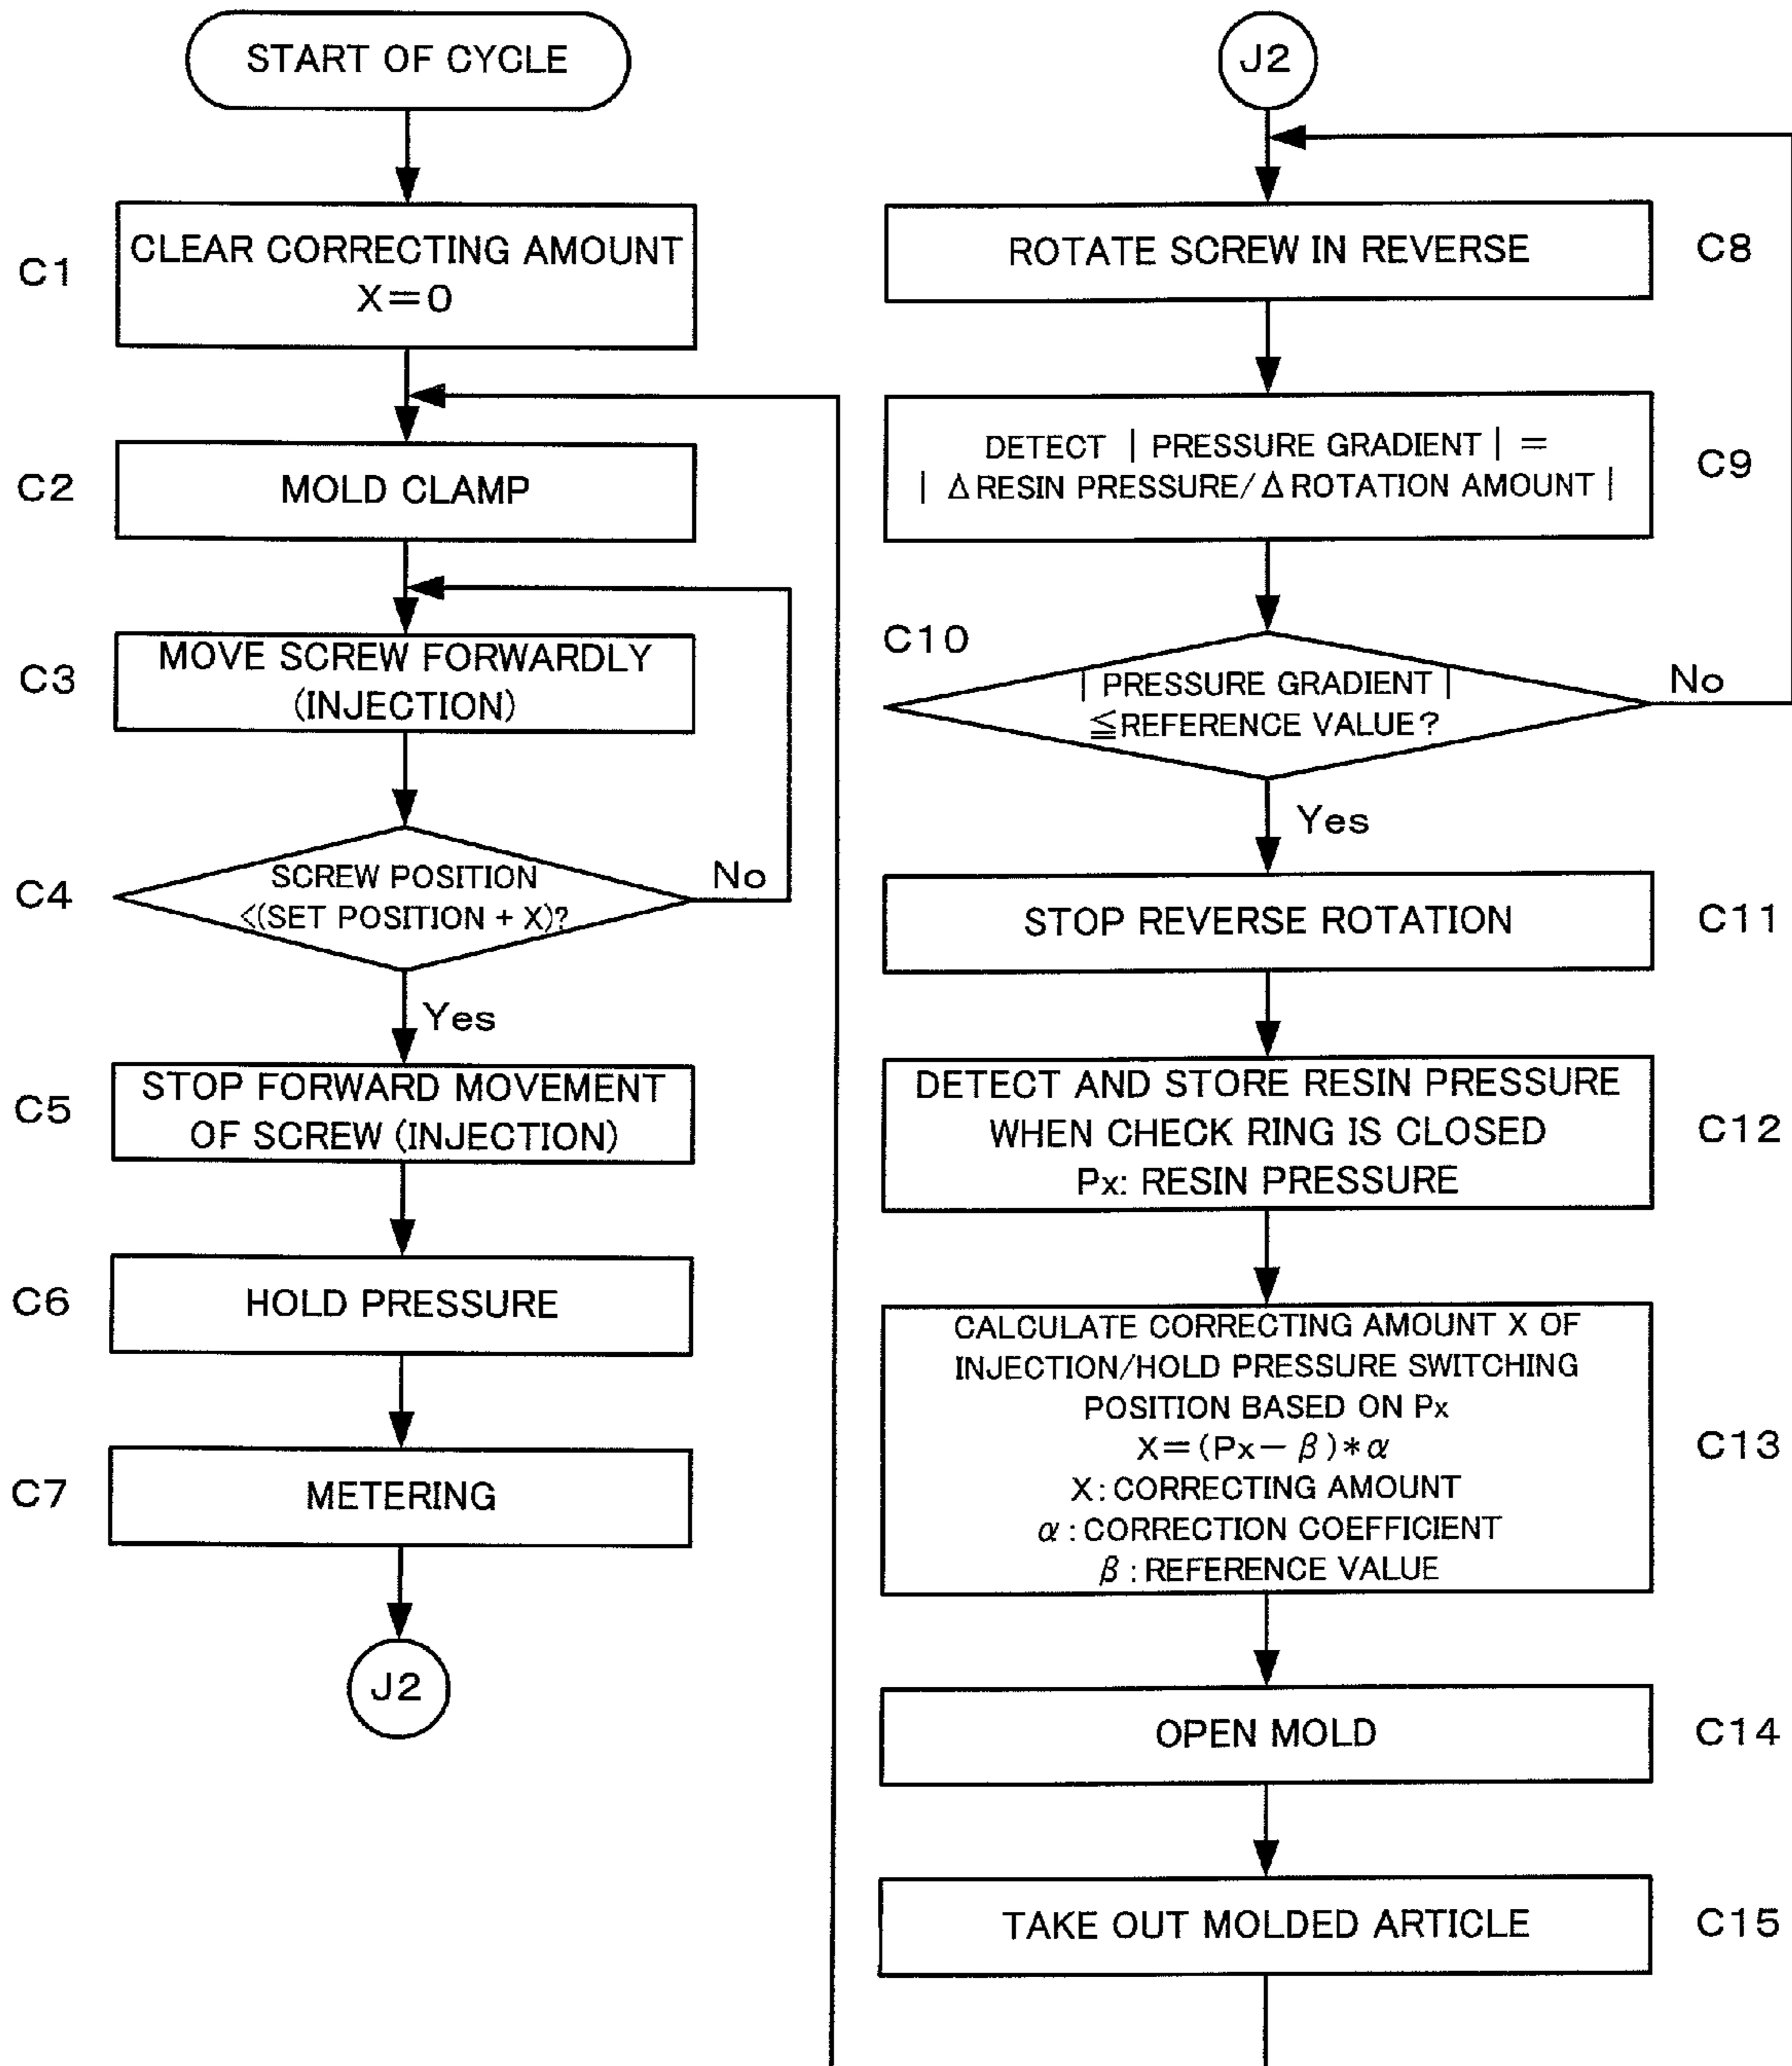 START OF CYCLE
C1
CLEAR CORRECTING AMOUNT
X=0
C2
MOLD CLAMP
C3
MOVE SCREW FORWARDLY
(INJECTION)
C4
SCREW POSITION
<(SET POSITION + X)?
No
Yes
C5
STOP FORWARD MOVEMENT
OF SCREW (INJECTION)
C6
HOLD PRESSURE
C7
METERING
J2
J2
ROTATE SCREW IN REVERSE
C8
DETECT | PRESSURE GRADIENT | =
| ΔRESIN PRESSURE/ΔROTATION AMOUNT |
C9
C10
| PRESSURE GRADIENT |
≦REFERENCE VALUE?
No
Yes
STOP REVERSE ROTATION
C11
DETECT AND STORE RESIN PRESSURE
WHEN CHECK RING IS CLOSED
Px: RESIN PRESSURE
C12
CALCULATE CORRECTING AMOUNT X OF
INJECTION/HOLD PRESSURE SWITCHING
POSITION BASED ON Px
X=(Px-β)*α
X:CORRECTING AMOUNT
α:CORRECTION COEFFICIENT
β:REFERENCE VALUE
C13
OPEN MOLD
C14
TAKE OUT MOLDED ARTICLE
C15